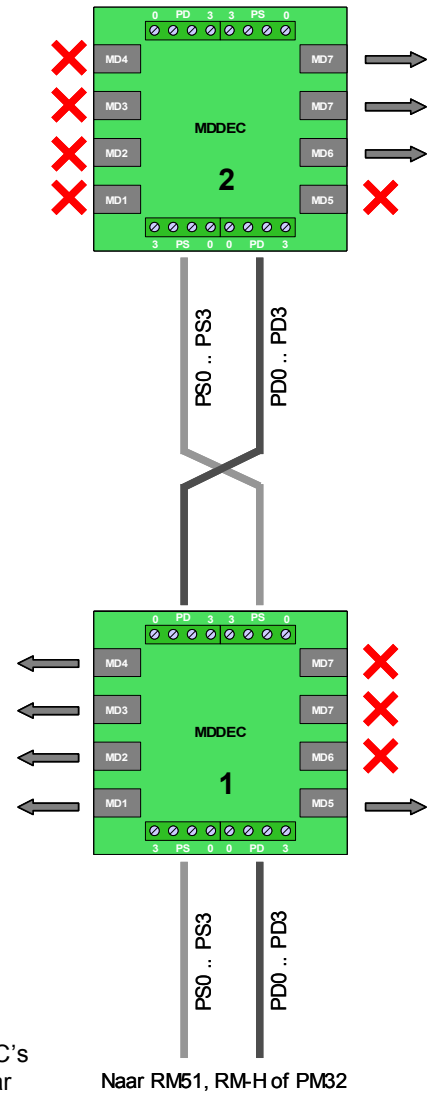 0 PD 3 3 PS 0
MD4 MD7
MD3 MD7
MDDEC
MD2 MD6
2
MD1 MD5
3 PS 0 0 PD 3
PS0 .. PS3
PD0 .. PD3
0 PD 3 3 PS 0
MD4 MD7
MD3 MD7
MDDEC
MD2 MD6
1
MD1 MD5
3 PS 0 0 PD 3
PS0 .. PS3
PD0 .. PD3
C's
ar
Naar RM51, RM-H of PM32